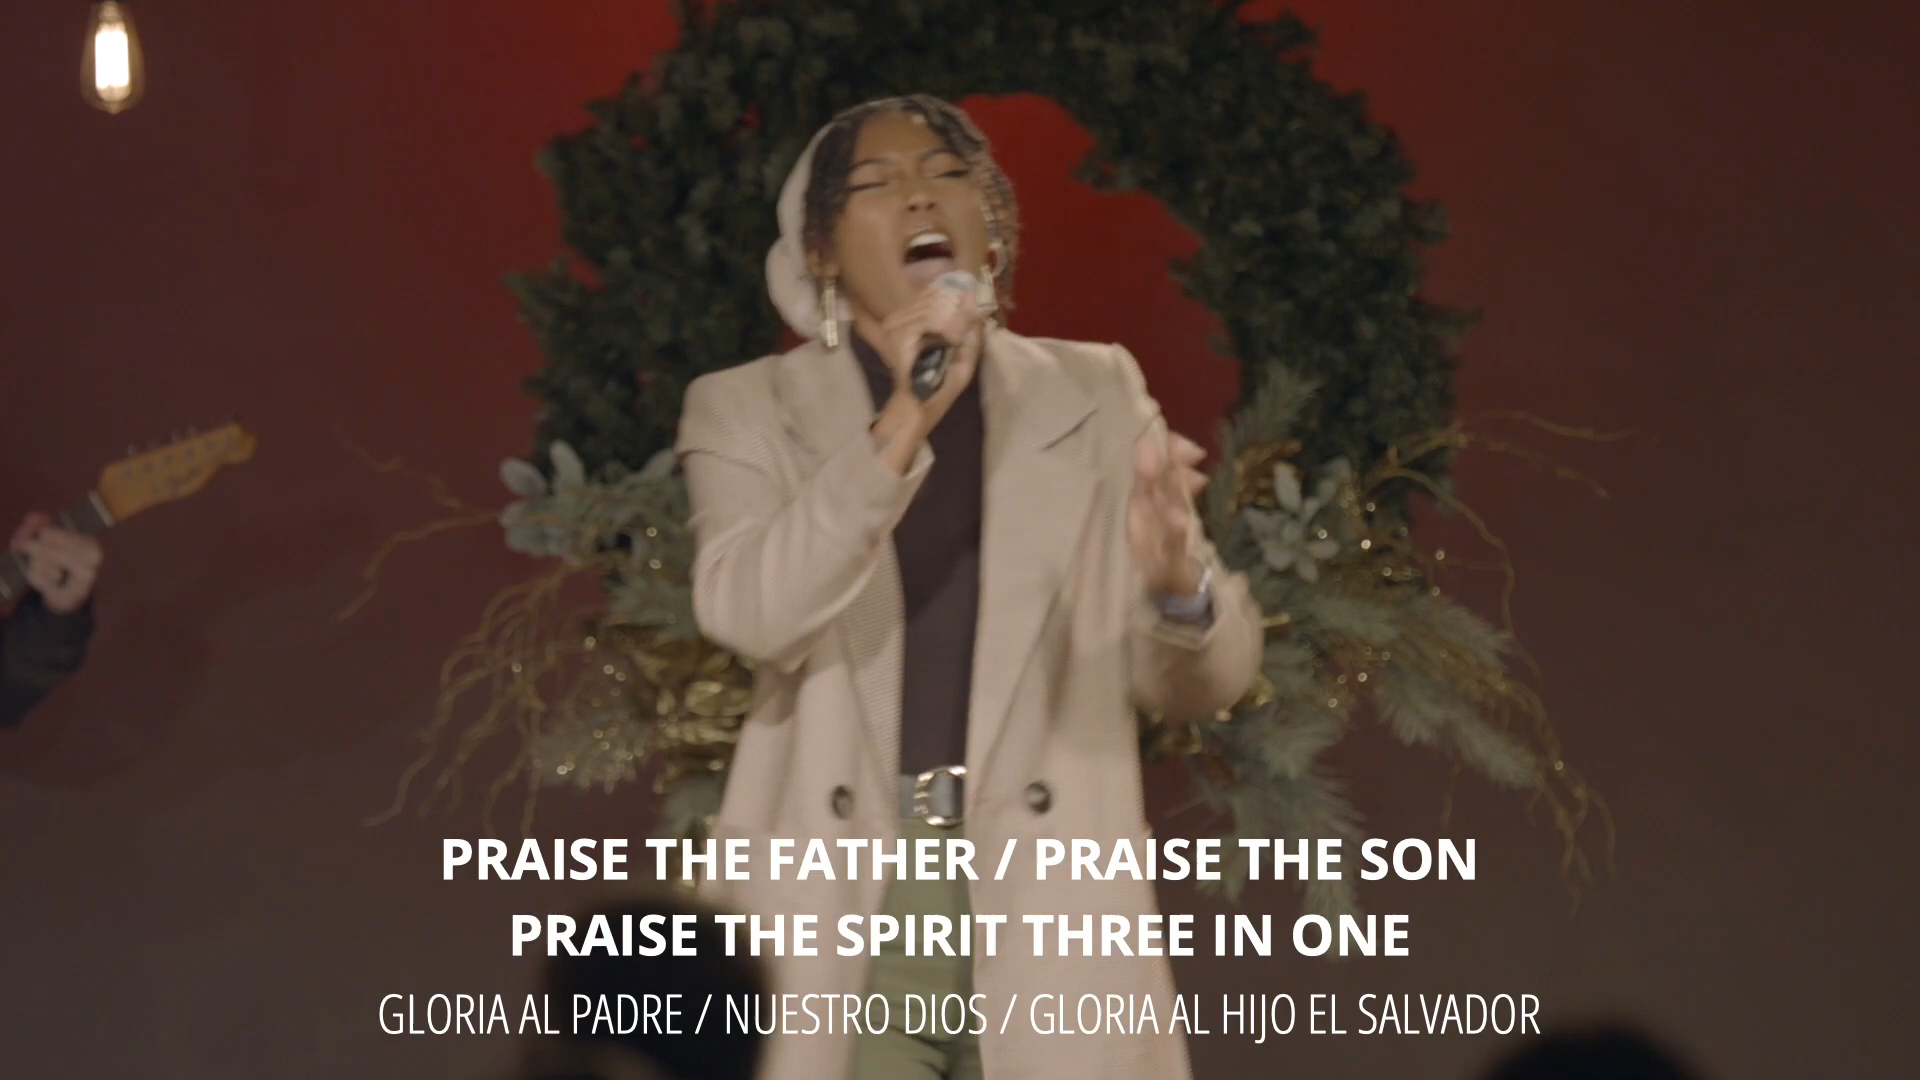 PRAISE THE FATHER / PRAISE THE SON
PRAISE THE SPIRIT THREE IN ONE
GLORIA AL PADRE / NUESTRO DIOS / GLORIA AL HIJO EL SALVADOR